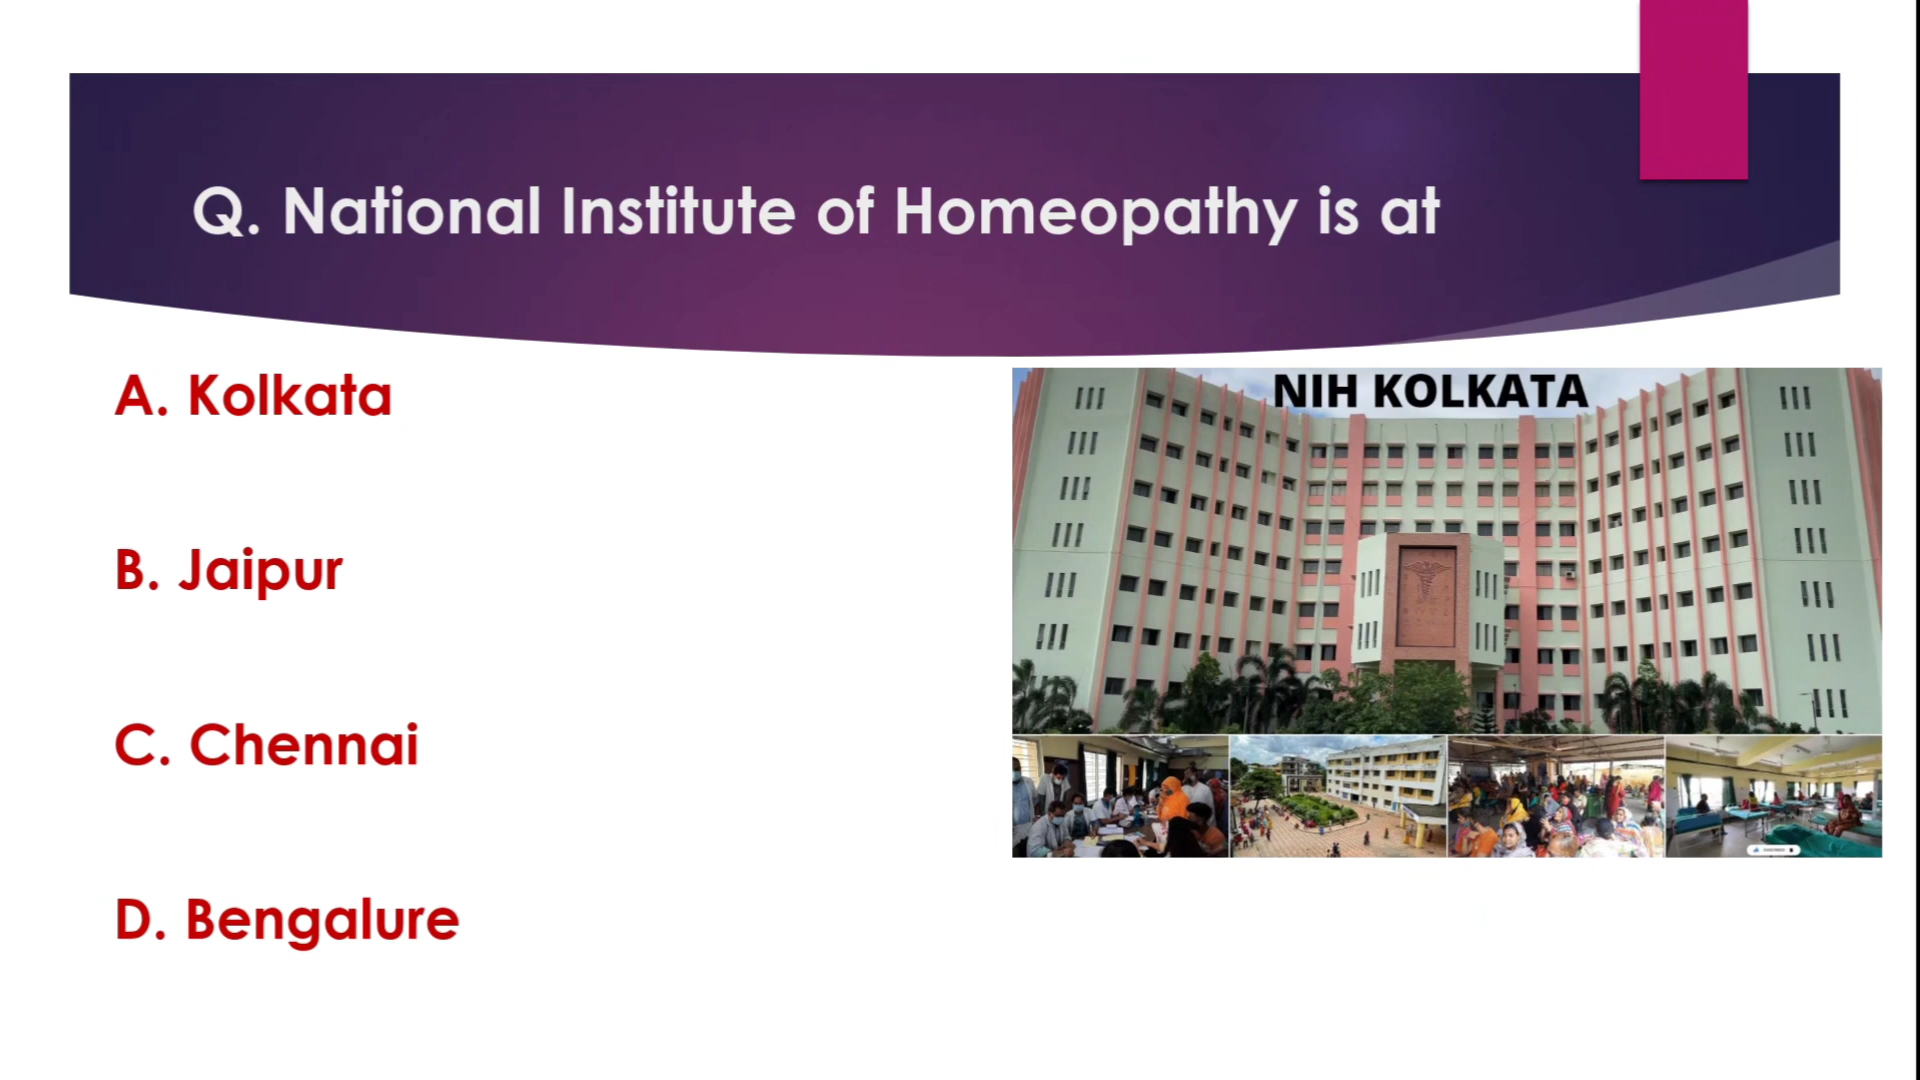 Q. National Institute of Homeopathy is at
A. Kolkata
B. Jaipur
C. Chennai
D. Bengalure
NIH KOLKATA